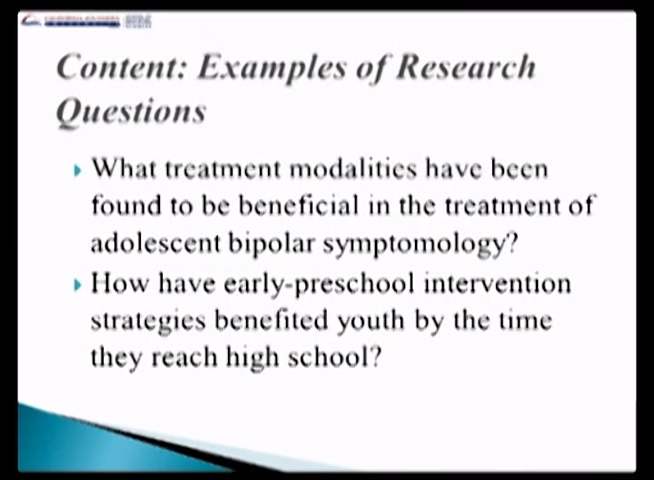 Content: Examples of Research
Questions
What treatment modalities have been
found to be beneficial in the treatment of
adolescent bipolar symptomology?
How have early-preschool intervention
strategies benefited youth by the time
they reach high school?